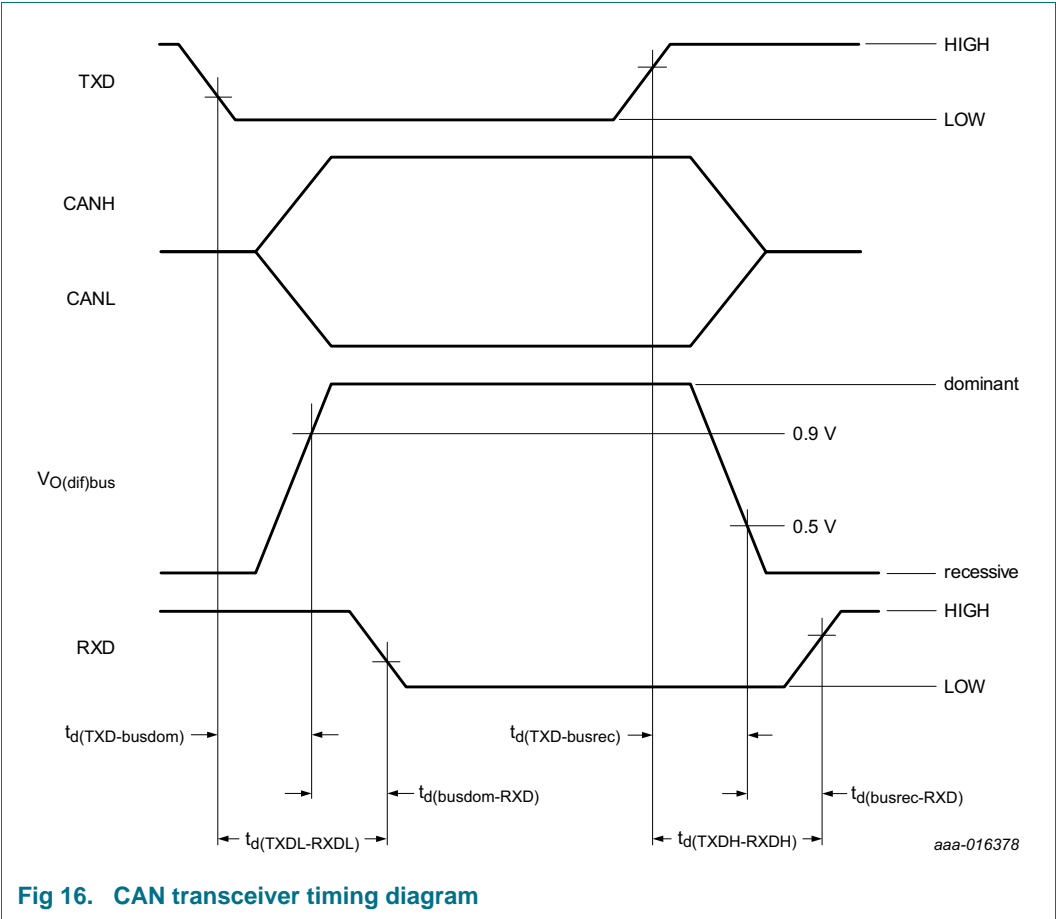 HIGH
TXD
LOW
CANH
CANL
dominant
0.9 V
VO(dif)bus
0.5 V
recessive
HIGH
RXD
LOW
td(TXD-busdom)
td(TXD-busrec)
td(busdom-RXD)
td(busrec-RXD)
td(TXDL-RXDL)
td(TXDH-RXDH)
aaa-016378
Fig 16. CAN transceiver timing diagram